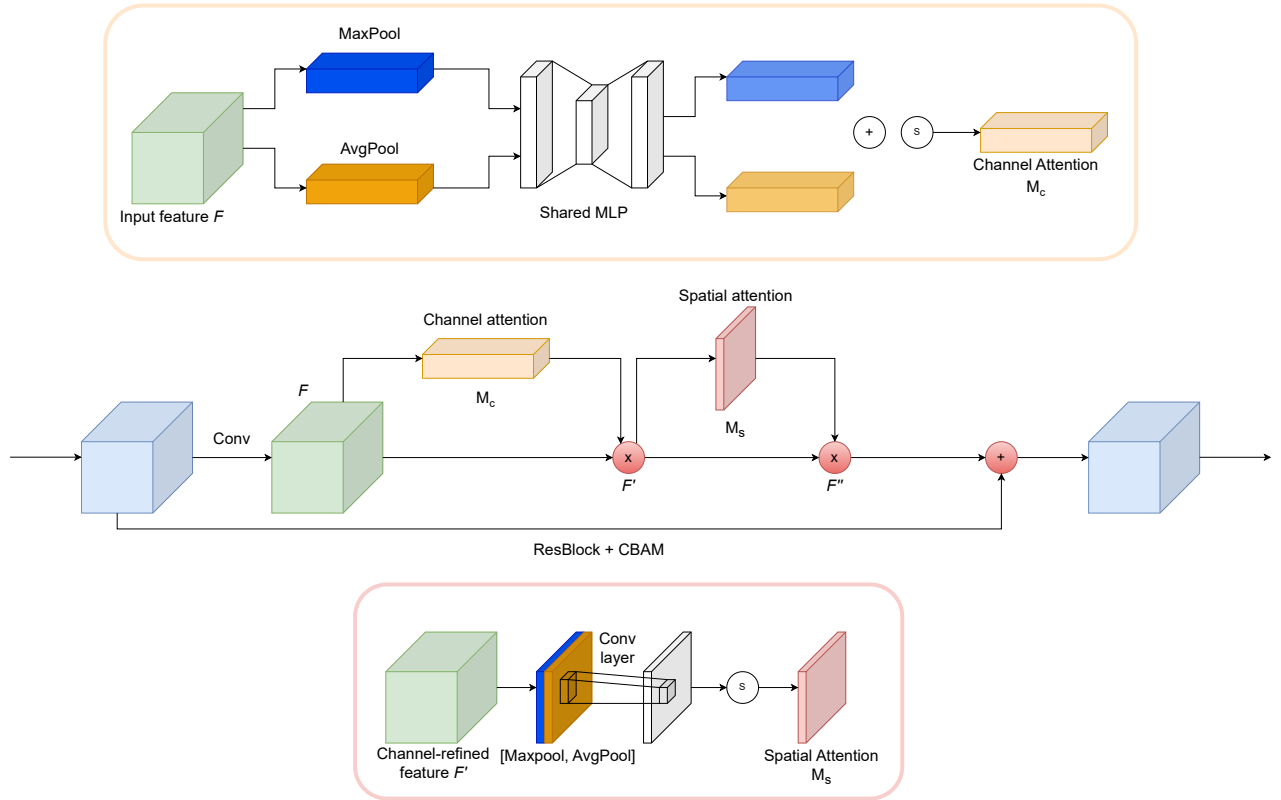 MaxPool
AvgPool
Input feature F
Shared MLP
+
s
Channel Attention
Mc
Spatial attention
Channel attention
F
Mc
Ms
Conv
x
F'
x
F''
+
ResBlock + CBAM
Conv
layer
s
Channel-refined
feature F'
[Maxpool, AvgPool]
Spatial Attention
Ms